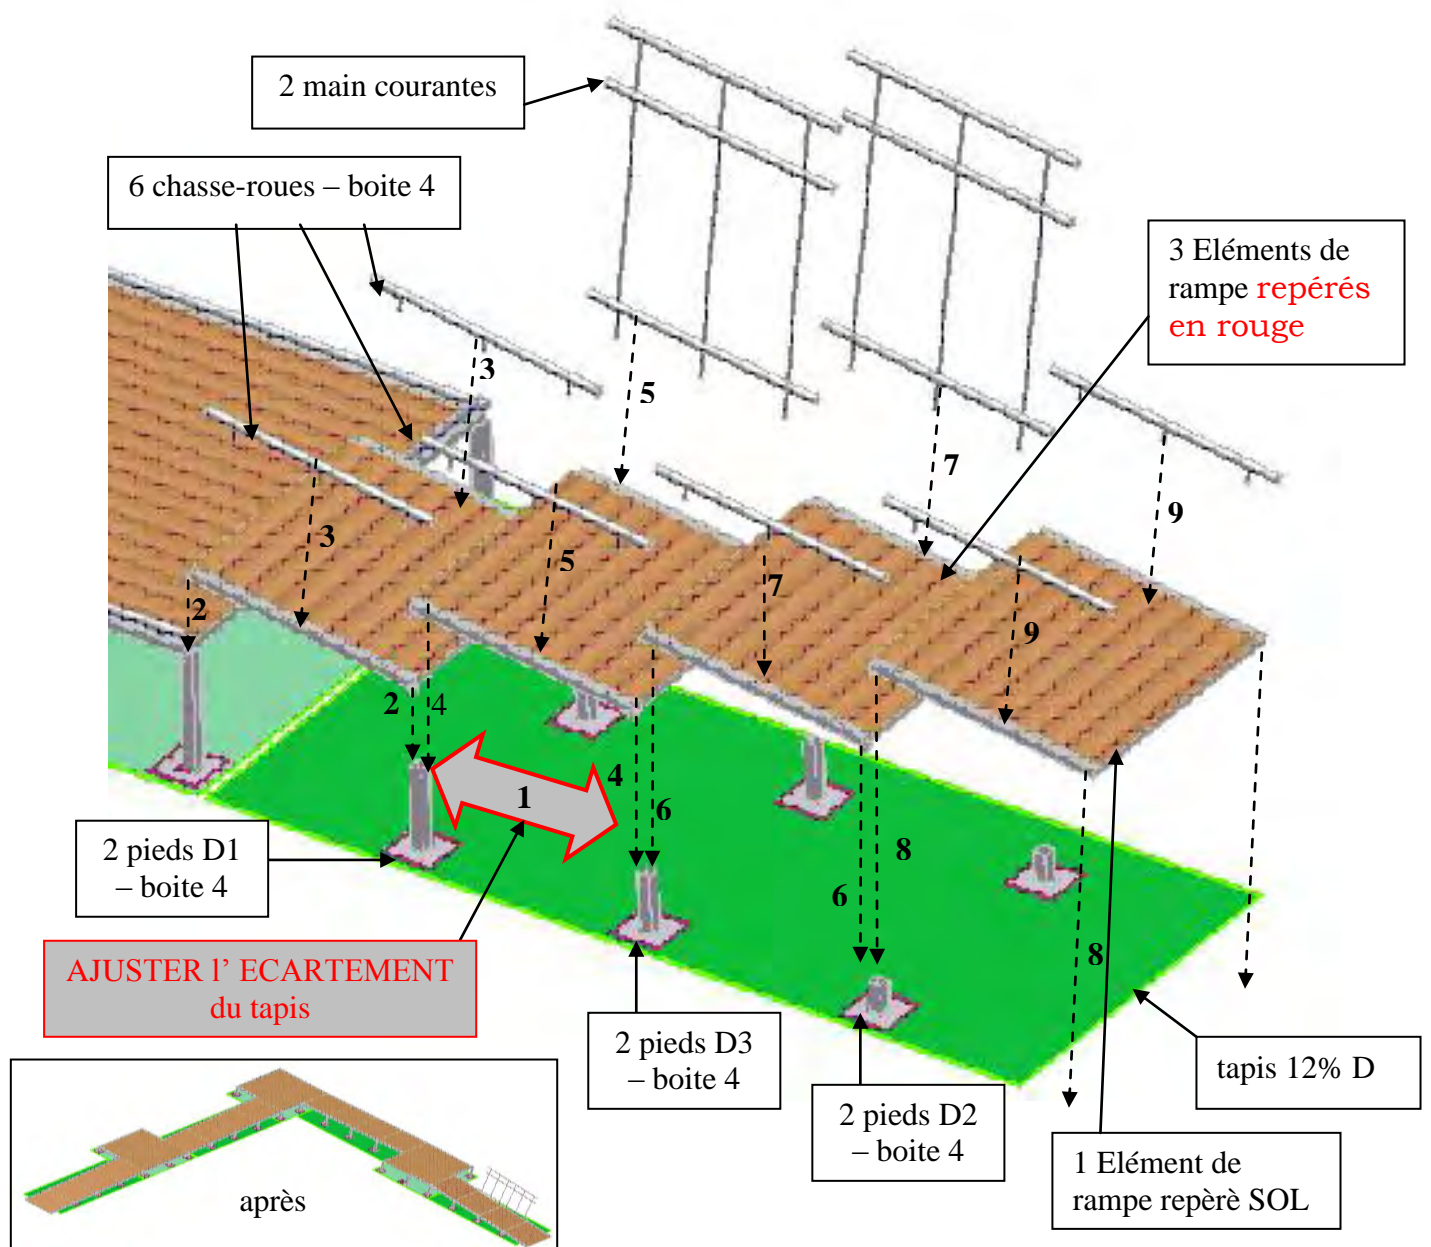 2 main courantes
6 chasse-roues – boite 4
3 Eléments de
rampe repérés
en rouge
3
5
7
9
3
5
7
9
2
2
4
1
4
6
6
8
8
2 pieds D1
– boite 4
AJUSTER l' ECARTEMENT
du tapis
2 pieds D3
– boite 4
2 pieds D2
– boite 4
tapis 12% D
1 Elément de
rampe repèrè SOL
après